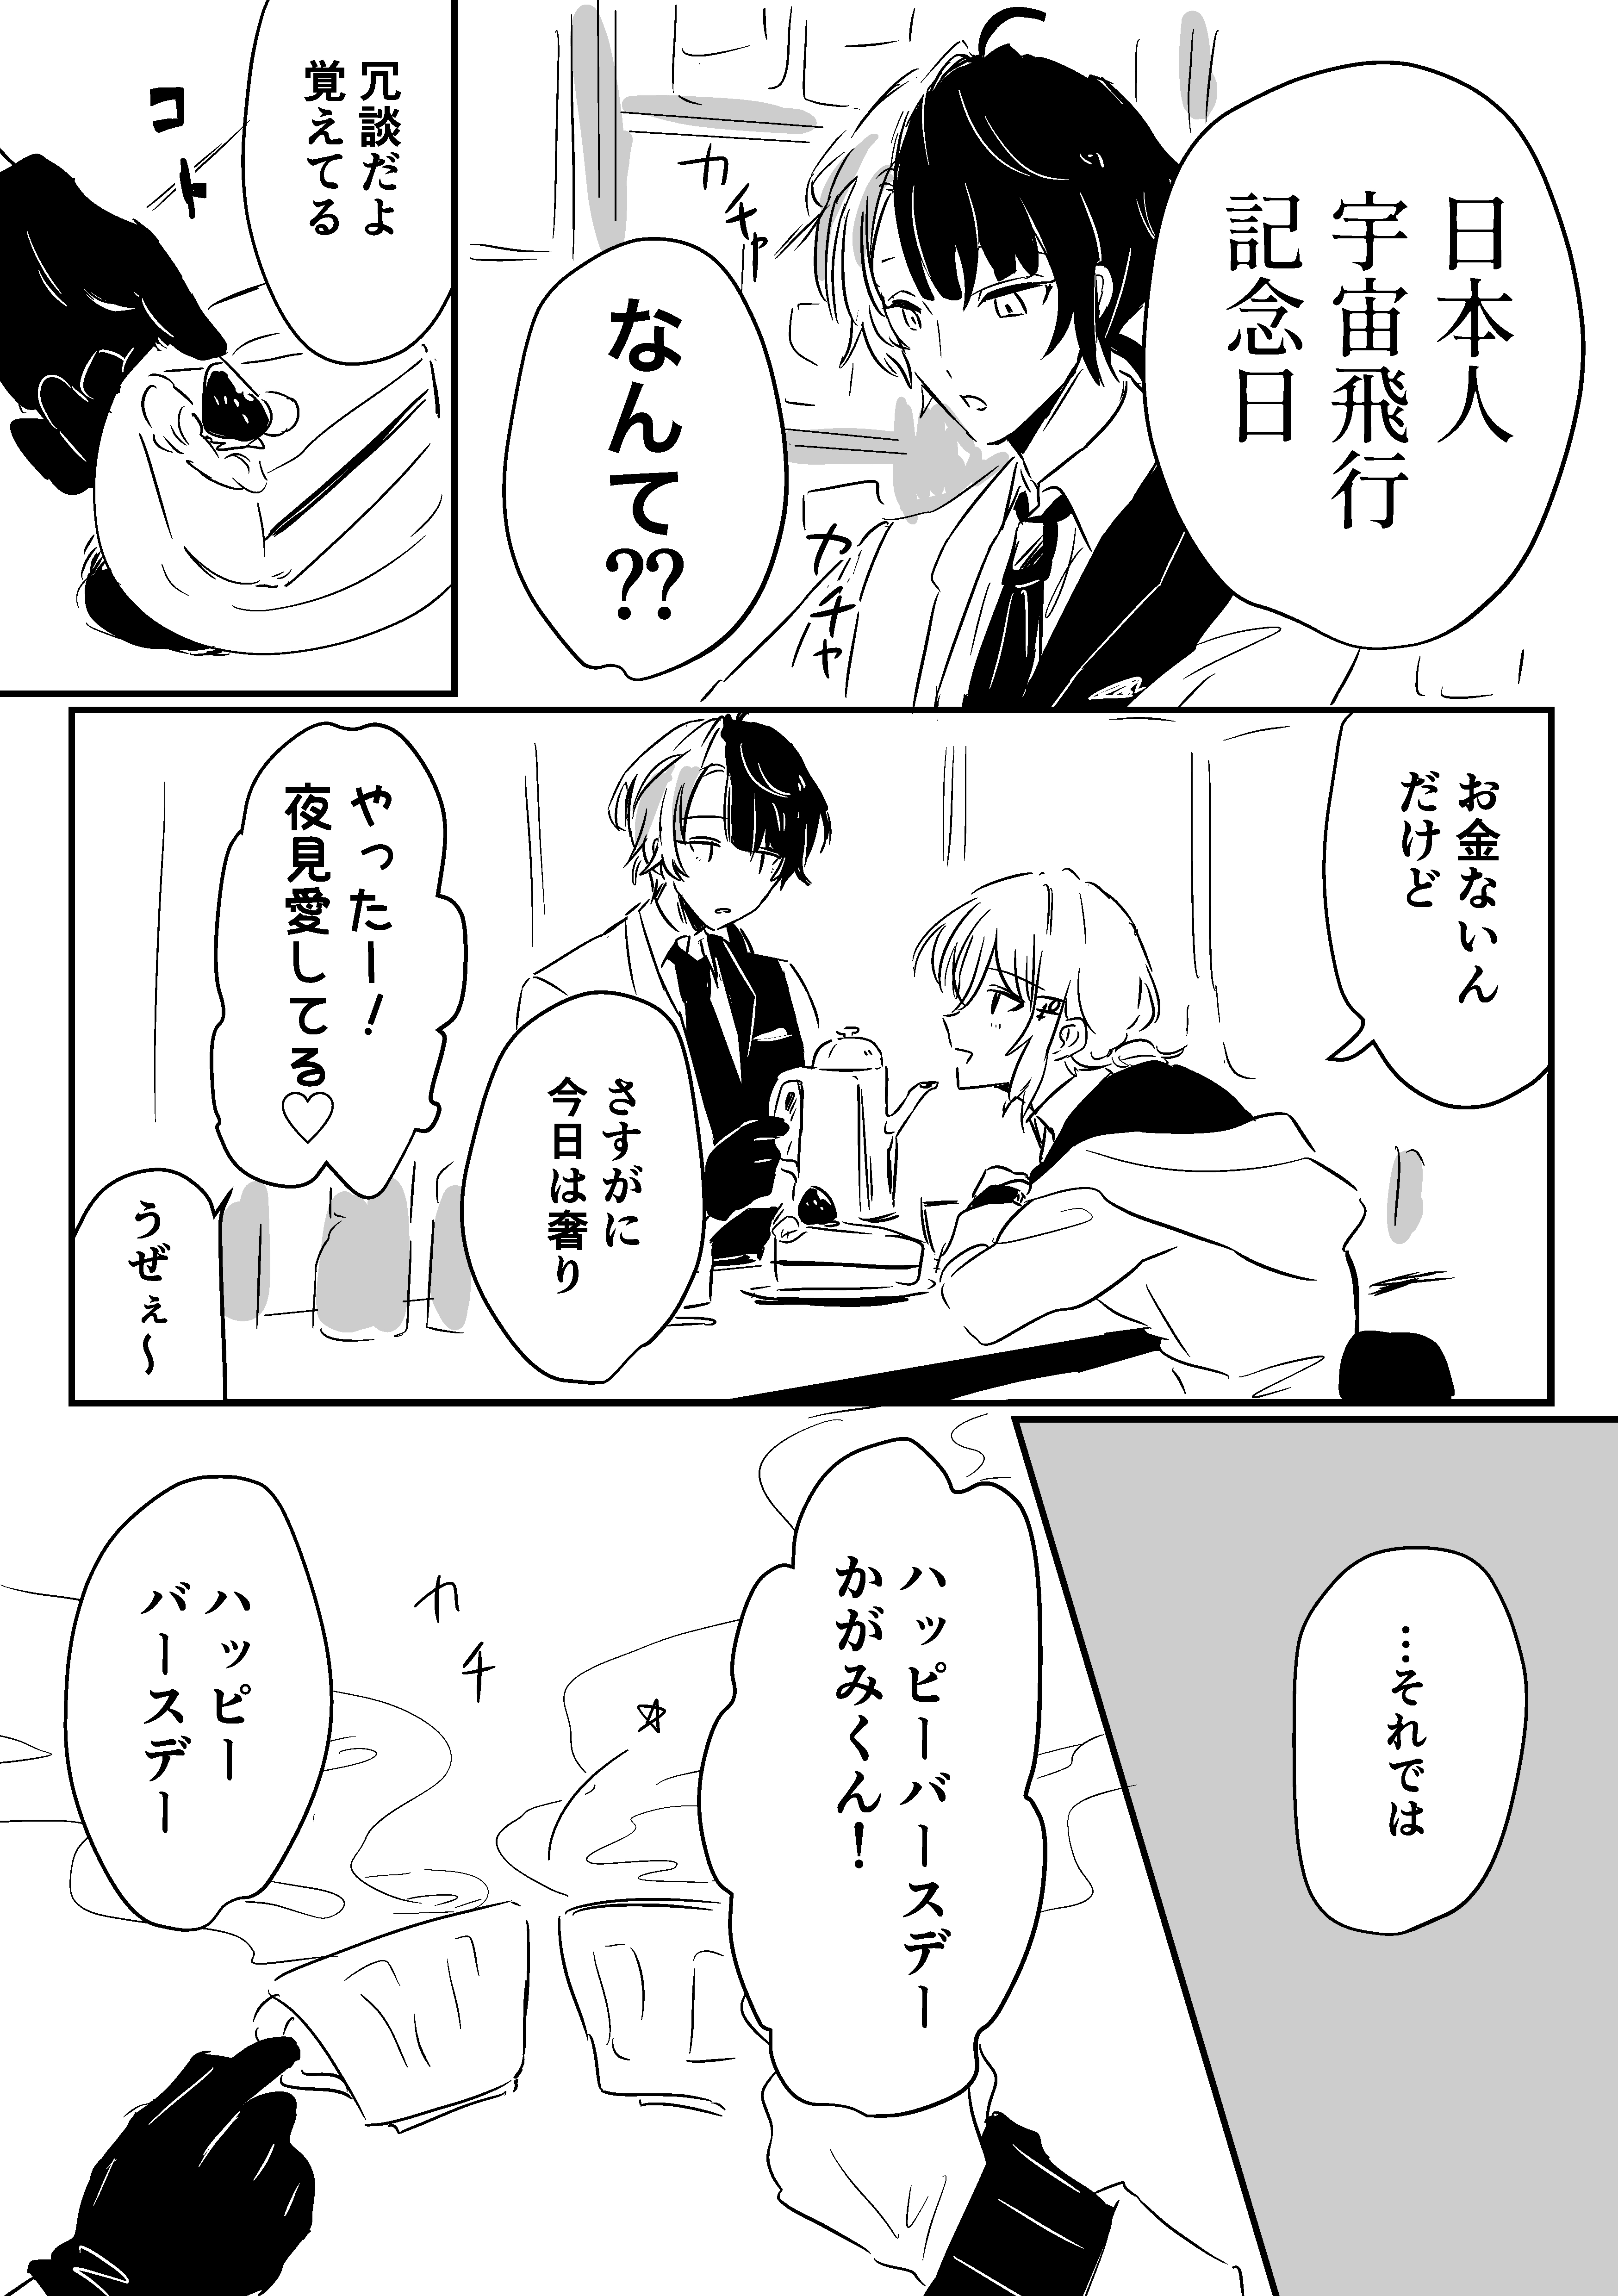 日本人
宇宙飛行
記念日
カチャ
なんて??
カチャ
冗談だよ
覚えてる
コト
お金ないん
だけど
さすがに
今日は奢り
やったー！
夜見愛してる♡
うぜぇ〜
…それでは
ハッピーバースデー
かがみくん！
カチ
ハッピー
バースデー